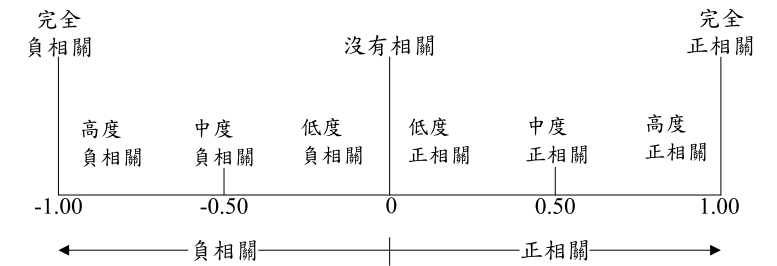 完全
負相關
沒有相關
完全
正相關
高度
負相關
中度
負相關
低度
負相關
低度
正相關
中度
正相關
高度
正相關
-1.00
-0.50
0
0.50
1.00
負相關
正相關